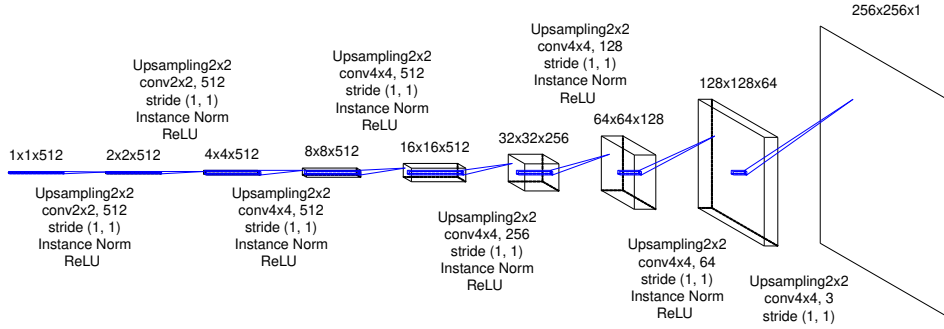 256x256x1
Upsampling2x2
conv4x4, 128
stride (1, 1)
Instance Norm
ReLU
Upsampling2x2
conv4x4, 512
stride (1, 1)
Instance Norm
ReLU
Upsampling2x2
conv2x2, 512
stride (1, 1)
Instance Norm
ReLU
128x128x64
64x64x128
32x32x256
16x16x512
8x8x512
4x4x512
2x2x512
1x1x512
Upsampling2x2
conv2x2, 512
stride (1, 1)
Instance Norm
ReLU
Upsampling2x2
conv4x4, 512
stride (1, 1)
Instance Norm
ReLU
Upsampling2x2
conv4x4, 256
stride (1, 1)
Instance Norm
ReLU
Upsampling2x2
conv4x4, 64
stride (1, 1)
Instance Norm
ReLU
Upsampling2x2
conv4x4, 3
stride (1, 1)